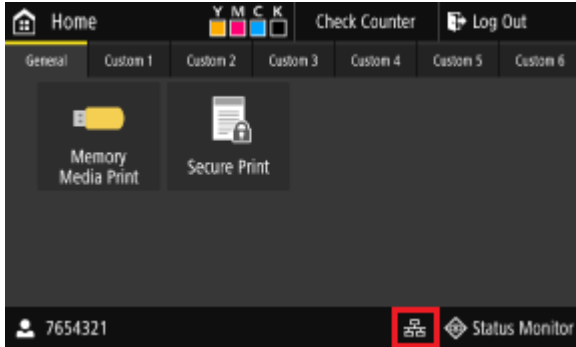 Home
Y M C K
Check Counter
Log Out
General
Custom 1
Custom 2
Custom 3
Custom 4
Custom 5
Custom 6
Memory
Media Print
Secure Print
7654321
Status Monitor